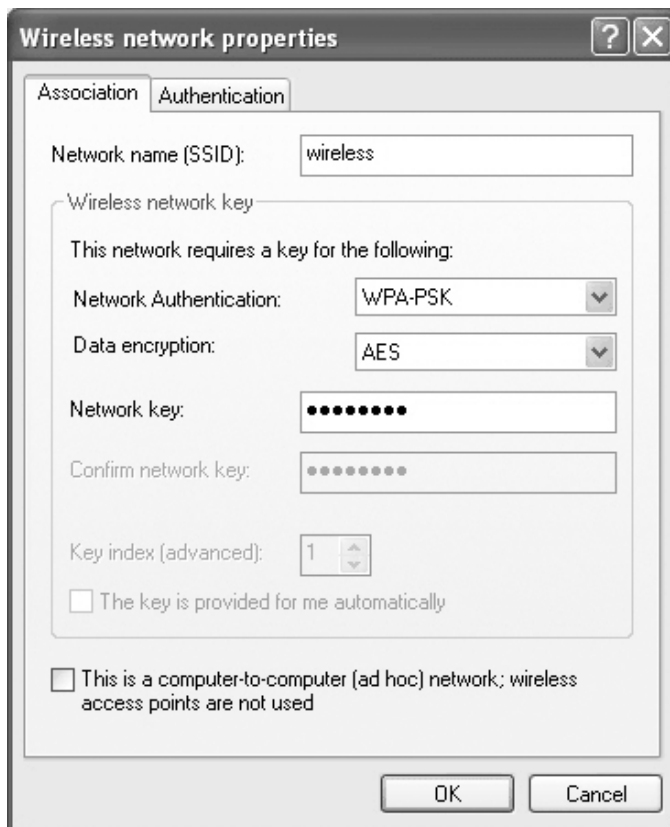 Wireless network properties
Association Authentication
Network name (SSID): wireless
Wireless network key
This network requires a key for the following:
Network Authentication: WPA-PSK
Data encryption: AES
Network key: ••••••••
Confirm network key: ••••••••
Key index (advanced): 1
The key is provided for me automatically
This is a computer-to-computer (ad hoc) network; wireless
access points are not used
OK Cancel